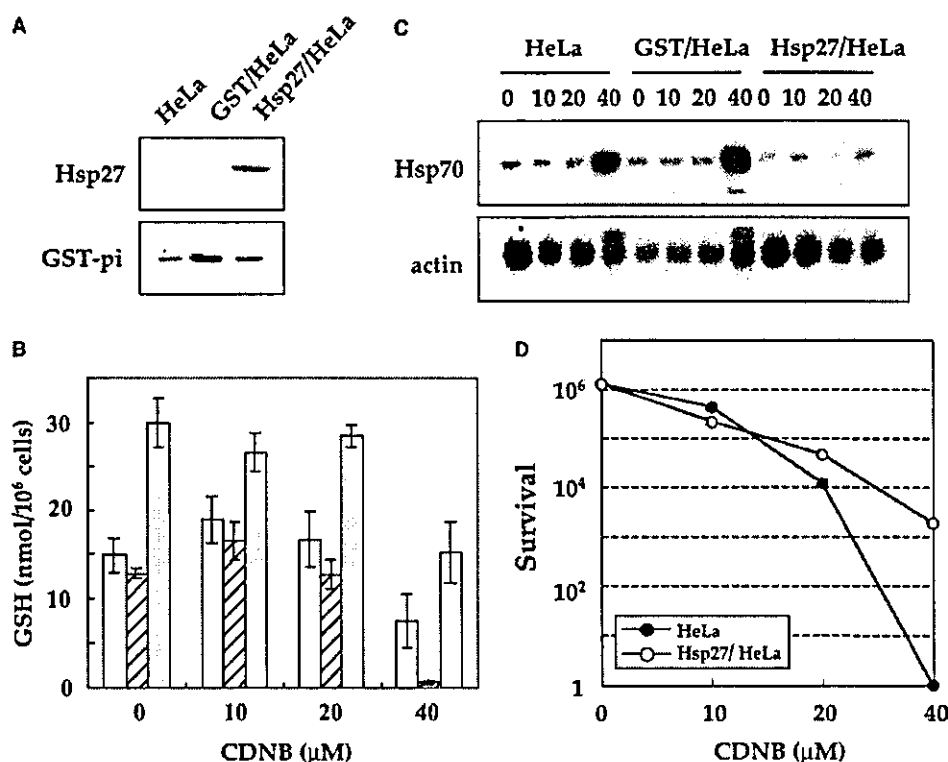 A
HeLa
GST/HeLa
Hsp27/HeLa
Hsp27
GST-pi
C
HeLa GST/HeLa Hsp27/HeLa
0 10 20 40 0 10 20 40 0 10 20 40
Hsp70
actin
B
GSH (nmol/10⁶ cells)
30
20
10
0
0 10 20 40
CDNB (µM)
D
Survival
10⁶
10⁴
10²
1
HeLa
Hsp27/ HeLa
0 10 20 40
CDNB (µM)